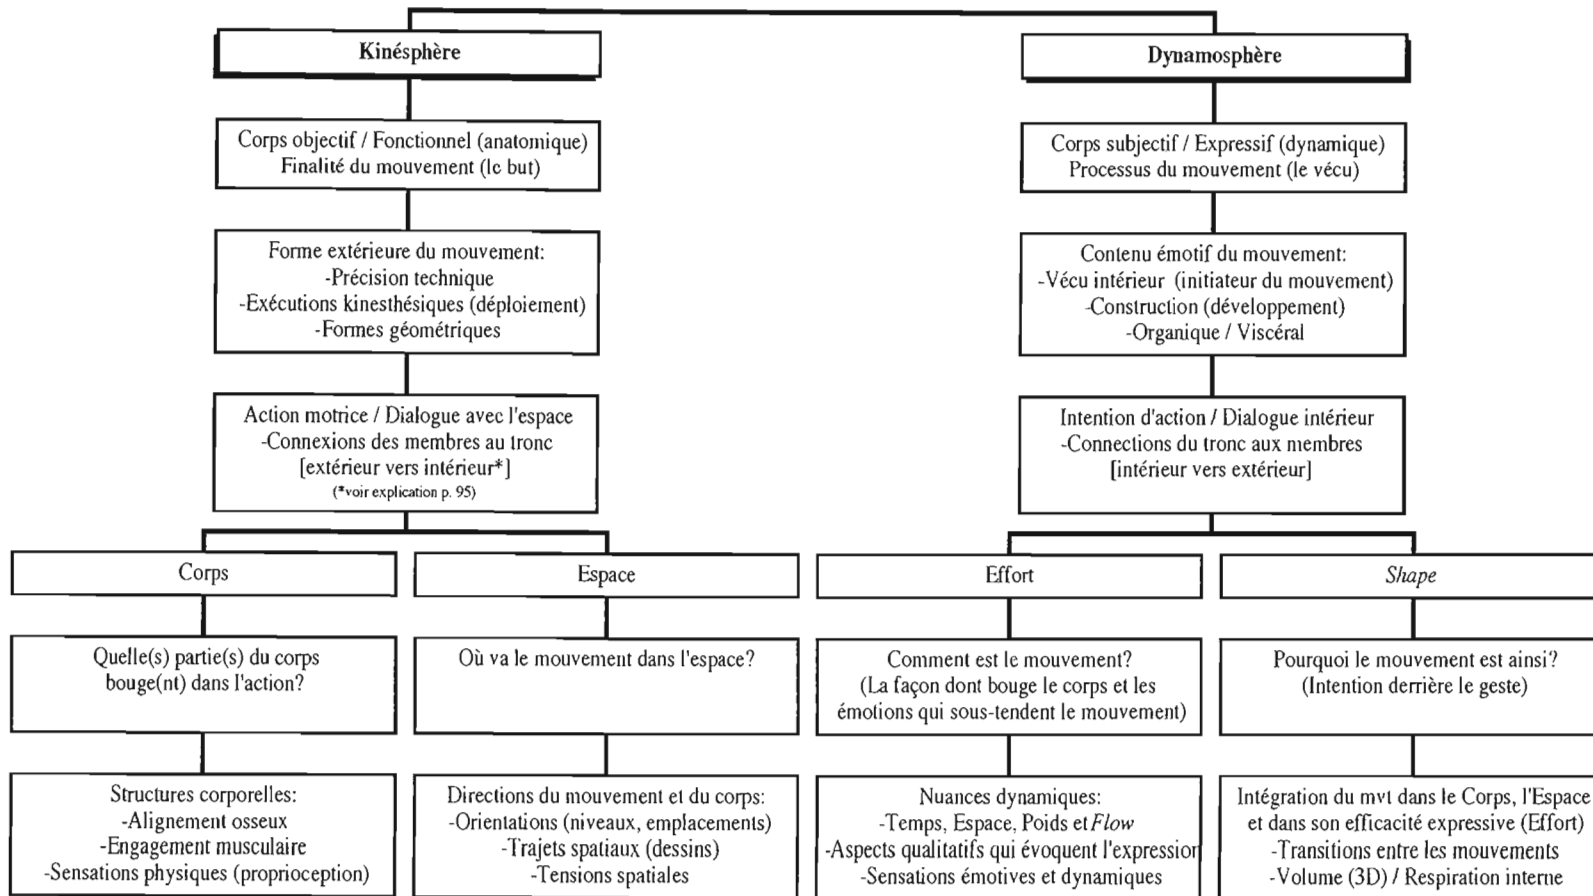 Kinésphère
Corps objectif / Fonctionnel (anatomique)
Finalité du mouvement (le but)
Forme extérieure du mouvement:
-Précision technique
-Exécutions kinesthésiques (déploiement)
-Formes géométriques
Action motrice / Dialogue avec l'espace
-Connexions des membres au tronc
[extérieur vers intérieur*]
(*voir explication p. 95)
Corps
Quelle(s) partie(s) du corps
bouge(nt) dans l'action?
Structures corporelles:
-Alignement osseux
-Engagement musculaire
-Sensations physiques (proprioception)
Espace
Où va le mouvement dans l'espace?
Directions du mouvement et du corps:
-Orientations (niveaux, emplacements)
-Trajets spatiaux (dessins)
-Tensions spatiales
Dynamosphère
Corps subjectif / Expressif (dynamique)
Processus du mouvement (le vécu)
Contenu émotif du mouvement:
-Vécu intérieur (initiateur du mouvement)
-Construction (développement)
-Organique / Viscéral
Intention d'action / Dialogue intérieur
-Connections du tronc aux membres
[intérieur vers extérieur]
Effort
Comment est le mouvement?
(La façon dont bouge le corps et les
émotions qui sous-tendent le mouvement)
Nuances dynamiques:
-Temps, Espace, Poids et Flow
-Aspects qualitatifs qui évoquent l'expression
-Sensations émotives et dynamiques
Shape
Pourquoi le mouvement est ainsi?
(Intention derrière le geste)
Intégration du mvt dans le Corps, l'Espace
et dans son efficacité expressive (Effort)
-Transitions entre les mouvements
-Volume (3D) / Respiration interne